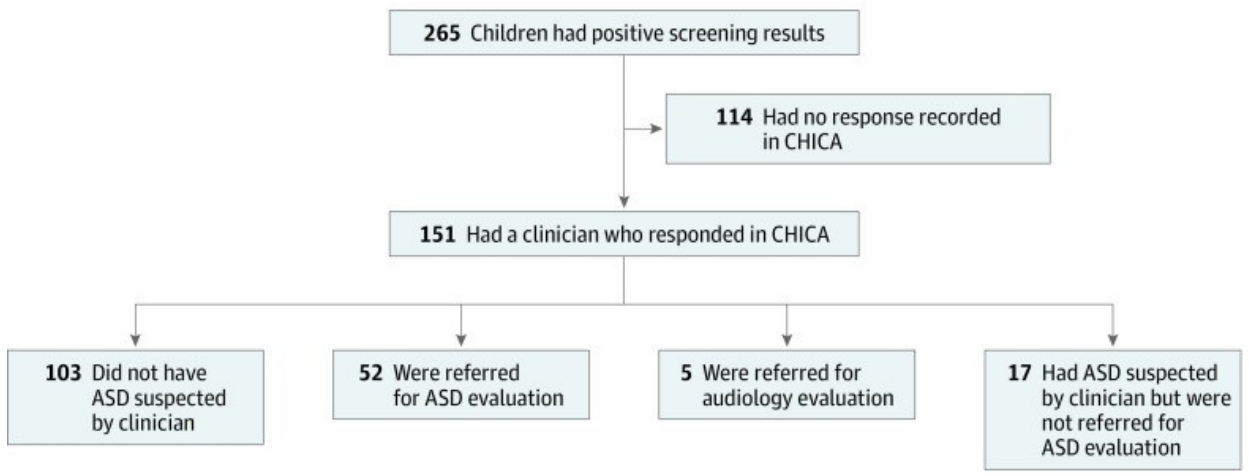 265 Children had positive screening results
114 Had no response recorded
in CHICA
151 Had a clinician who responded in CHICA
103 Did not have
ASD suspected
by clinician
52 Were referred
for ASD evaluation
5 Were referred for
audiology evaluation
17 Had ASD suspected
by clinician but were
not referred for
ASD evaluation